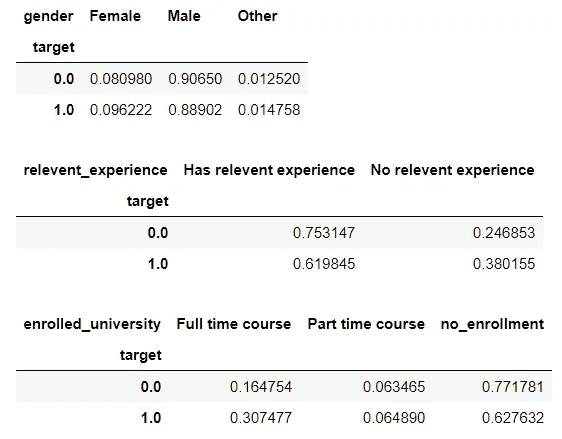 gender Female Male Other
target
0.0 0.080980 0.90650 0.012520
1.0 0.096222 0.88902 0.014758
relevent_experience Has relevent experience No relevent experience
target
0.0 0.753147 0.246853
1.0 0.619845 0.380155
enrolled_university Full time course Part time course no_enrollment
target
0.0 0.164754 0.063465 0.771781
1.0 0.307477 0.064890 0.627632